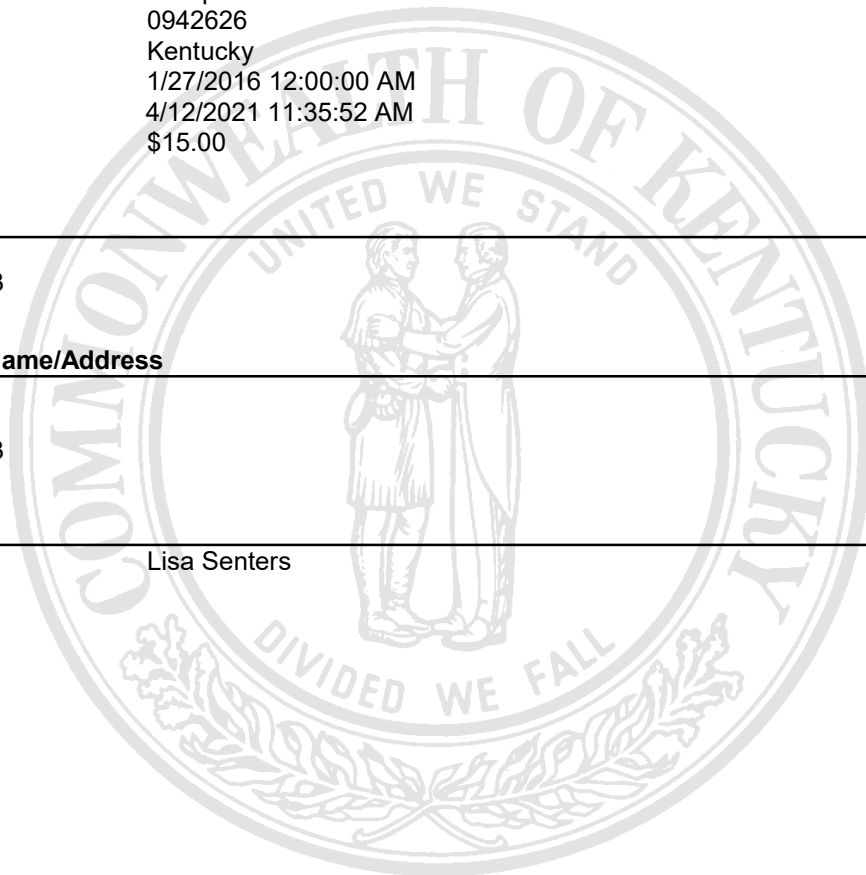 0942626
Kentucky
1/27/2016 12:00:00 AM
4/12/2021 11:35:52 AM
$15.00
COMMONWEALTH OF KENTUCKY
UNITED WE STAND
ame/Address
Lisa Senters
DIVIDED WE FALL